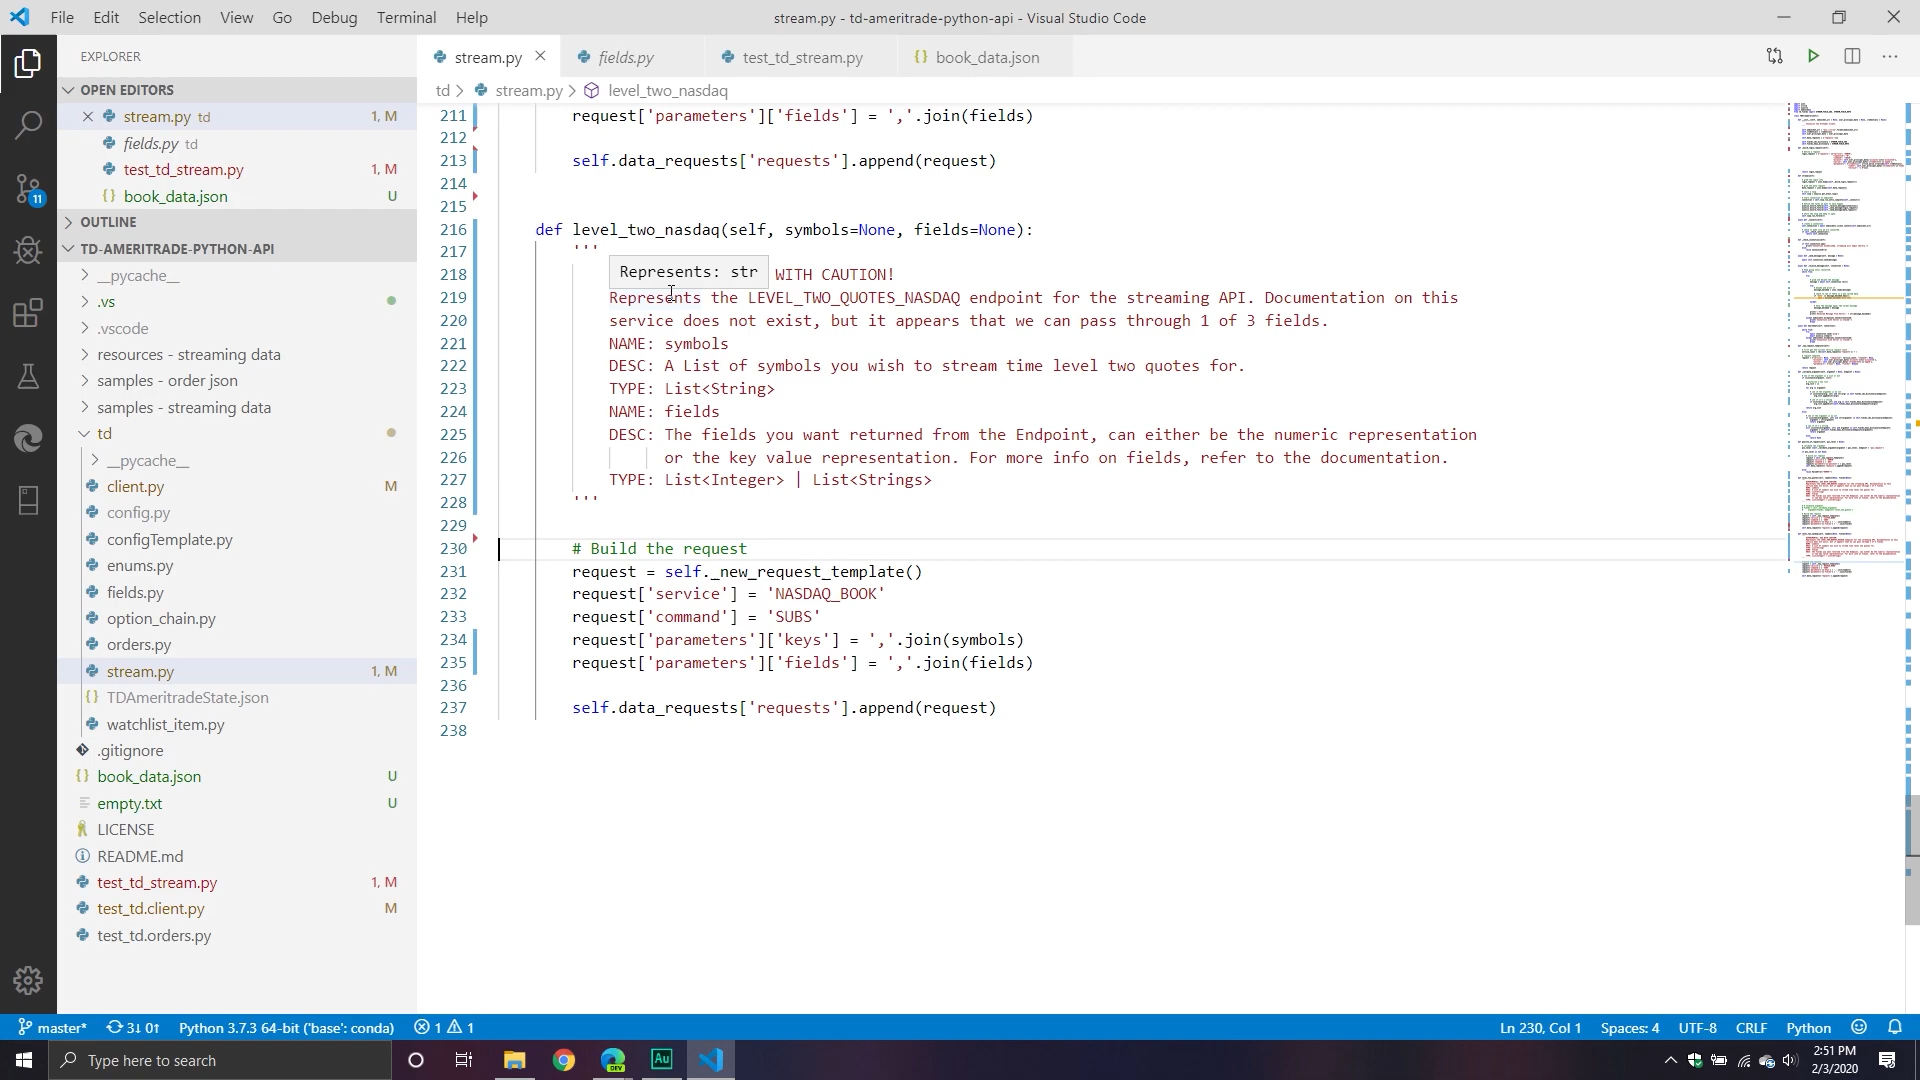 File Edit Selection View Go Debug Terminal Help
stream.py - td-ameritrade-python-api - Visual Studio Code
EXPLORER
OPEN EDITORS
stream.py td 1, M
fields.py td
test_td_stream.py 1, M
book_data.json U
OUTLINE
TD-AMERITRADE-PYTHON-API
__pycache__
.vs
.vscode
resources - streaming data
samples - order json
samples - streaming data
td
__pycache__
client.py M
config.py
configTemplate.py
enums.py
fields.py
option_chain.py
orders.py
stream.py 1, M
TDAmeritradeState.json
watchlist_item.py
.gitignore
book_data.json U
empty.txt U
LICENSE
README.md
test_td_stream.py 1, M
test_td.client.py M
test_td.orders.py
11
stream.py fields.py test_td_stream.py book_data.json
td > stream.py > level_two_nasdaq
211 request['parameters']['fields'] = ','.join(fields)
212
213 self.data_requests['requests'].append(request)
214
215
216 def level_two_nasdaq(self, symbols=None, fields=None):
217 '''
Represents: str
218 WITH CAUTION!
219 Represents the LEVEL_TWO_QUOTES_NASDAQ endpoint for the streaming API. Documentation on this
220 service does not exist, but it appears that we can pass through 1 of 3 fields.
221 NAME: symbols
222 DESC: A List of symbols you wish to stream time level two quotes for.
223 TYPE: List<String>
224 NAME: fields
225 DESC: The fields you want returned from the Endpoint, can either be the numeric representation
226 or the key value representation. For more info on fields, refer to the documentation.
227 TYPE: List<Integer> | List<Strings>
228 '''
229
230 # Build the request
231 request = self._new_request_template()
232 request['service'] = 'NASDAQ_BOOK'
233 request['command'] = 'SUBS'
234 request['parameters']['keys'] = ','.join(symbols)
235 request['parameters']['fields'] = ','.join(fields)
236
237 self.data_requests['requests'].append(request)
238
master* 3↓ 0↑ Python 3.7.3 64-bit ('base': conda) 1 1
Ln 230, Col 1 Spaces: 4 UTF-8 CRLF Python
Type here to search
DEV
Au
2:51 PM
2/3/2020